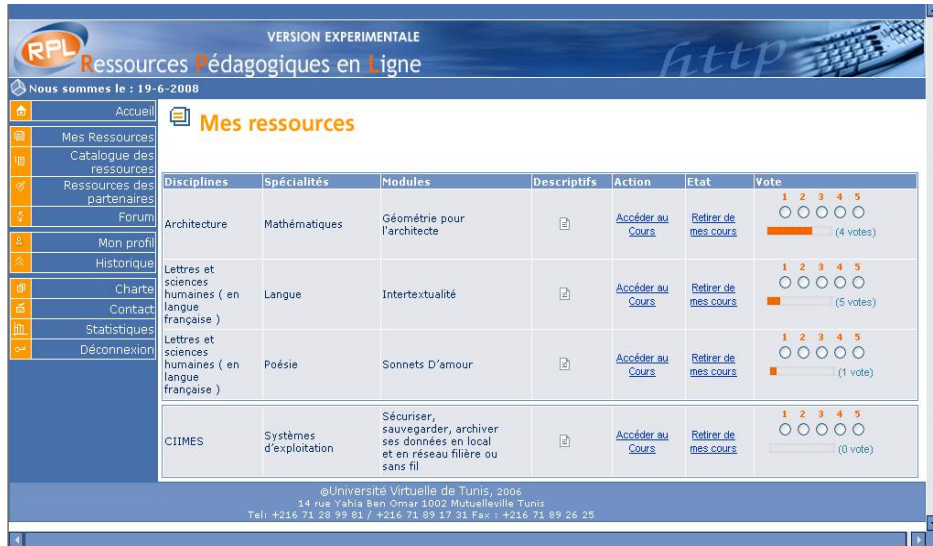 VERSION EXPERIMENTALE
RPL
Ressources Pédagogiques en Ligne
http
Nous sommes le : 19-6-2008
Accueil
Mes Ressources
Catalogue des
ressources
Ressources des
partenaires
Forum
Mon profil
Historique
Charte
Contact
Statistiques
Déconnexion
Mes ressources
Disciplines Spécialités Modules Descriptifs Action Etat Vote
Architecture
Mathématiques
Géométrie pour
l'architecte
Accéder au
Cours
Retirer de
mes cours
1 2 3 4 5
(4 votes)
Lettres et
sciences
humaines ( en
langue
française )
Langue
Intertextualité
Accéder au
Cours
Retirer de
mes cours
1 2 3 4 5
(5 votes)
Lettres et
sciences
humaines ( en
langue
française )
Poésie
Sonnets D'amour
Accéder au
Cours
Retirer de
mes cours
1 2 3 4 5
(1 vote)
CIIMES
Systèmes
d'exploitation
Sécuriser,
sauvegarder, archiver
ses données en local
et en réseau filière ou
sans fil
Accéder au
Cours
Retirer de
mes cours
1 2 3 4 5
(0 vote)
©Université Virtuelle de Tunis, 2006
14 rue Yahia Ben Omar 1002 Mutuelleville Tunis
Tel: +216 71 28 99 81 / +216 71 89 17 31 Fax : +216 71 89 26 25